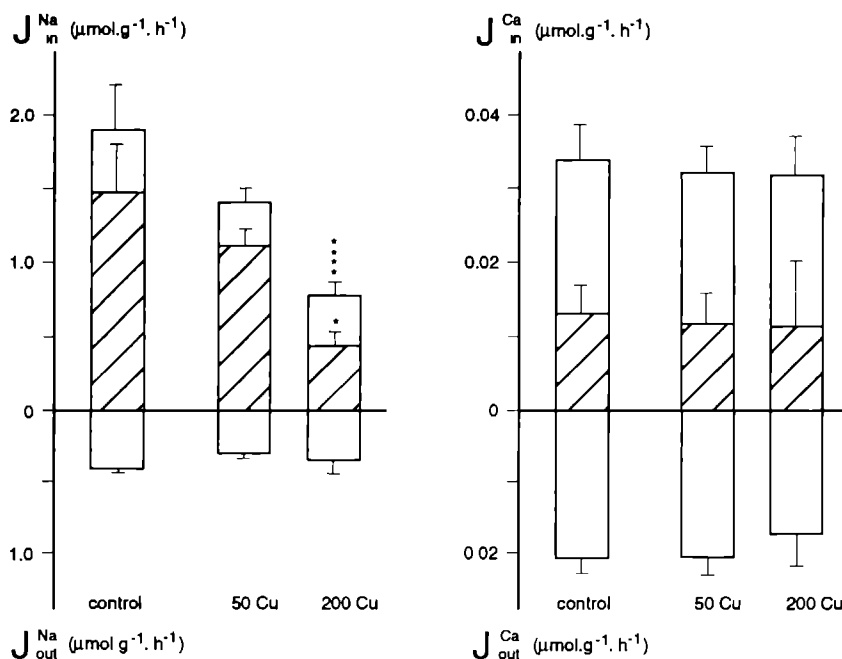 J Na in (μmol.g⁻¹. h⁻¹)
2.0
1.0
0
1.0
control 50 Cu 200 Cu
J Na out (μmol g⁻¹. h⁻¹)
* * * *
*
J Ca in (μmol.g⁻¹. h⁻¹)
0.04
0.02
0
0 02
control 50 Cu 200 Cu
J Ca out (μmol.g⁻¹. h⁻¹)